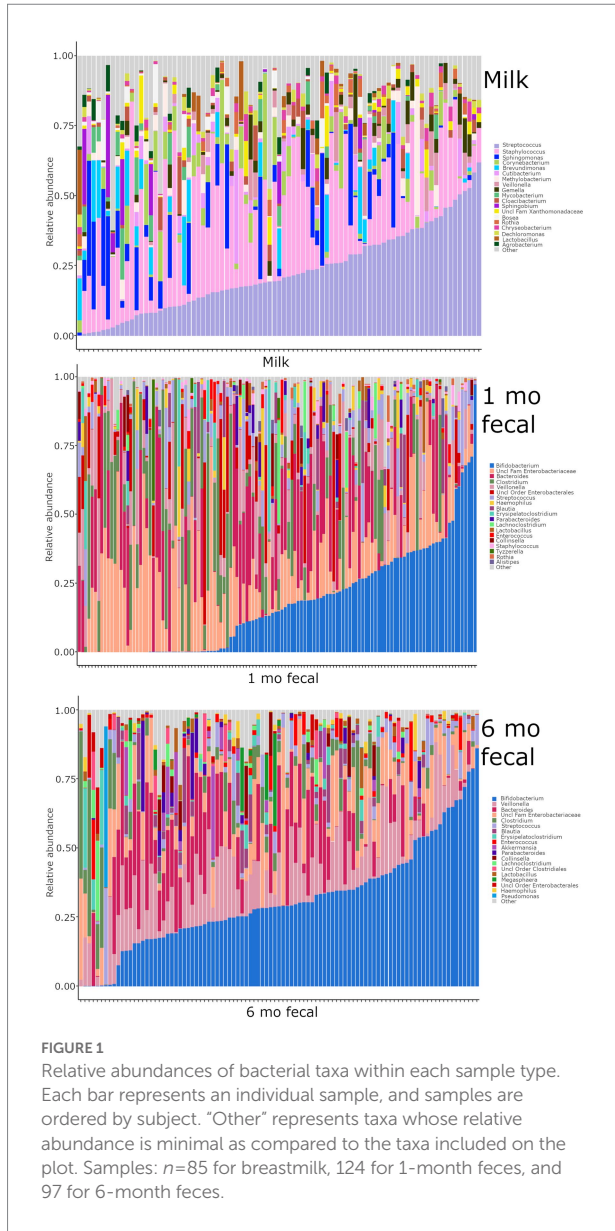 1.00
0.75
0.50
0.25
0.00
Relative abundance
Milk
Milk
Streptococcus
Staphylococcus
Sphingomonas
Corynebacterium
Brevundimonas
Cutibacterium
Methylobacterium
Veillonella
Gemella
Mycobacterium
Cloacibacterium
Sphingobium
Uncl Fam Xanthomonadaceae
Bosea
Rothia
Chryseobacterium
Dechloromonas
Lactobacillus
Agrobacterium
Other
1.00
0.75
0.50
0.25
0.00
Relative abundance
1 mo fecal
1 mo
fecal
Bifidobacterium
Uncl Fam Enterobacteriaceae
Bacteroides
Clostridium
Veillonella
Uncl Order Enterobacterales
Streptococcus
Haemophilus
Blautia
Erysipelatoclostridium
Parabacteroides
Lachnoclostridium
Lactobacillus
Enterococcus
Collinsella
Staphylococcus
Tyzzerella
Rothia
Alistipes
Other
1.00
0.75
0.50
0.25
0.00
Relative abundance
6 mo fecal
6 mo
fecal
Bifidobacterium
Veillonella
Bacteroides
Uncl Fam Enterobacteriaceae
Clostridium
Streptococcus
Blautia
Erysipelatoclostridium
Enterococcus
Akkermansia
Parabacteroides
Collinsella
Lachnoclostridium
Uncl Order Clostridiales
Lactobacillus
Megasphaera
Uncl Order Enterobacterales
Haemophilus
Pseudomonas
Other
FIGURE 1
Relative abundances of bacterial taxa within each sample type.
Each bar represents an individual sample, and samples are
ordered by subject. “Other” represents taxa whose relative
abundance is minimal as compared to the taxa included on the
plot. Samples: n=85 for breastmilk, 124 for 1-month feces, and
97 for 6-month feces.